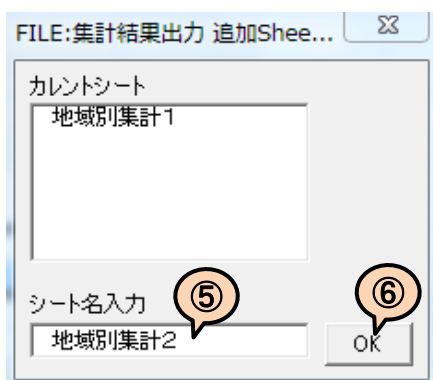 FILE:集計結果出力 追加Shee...
カレントシート
地域別集計1
シート名入力
⑤
⑥
地域別集計2
OK